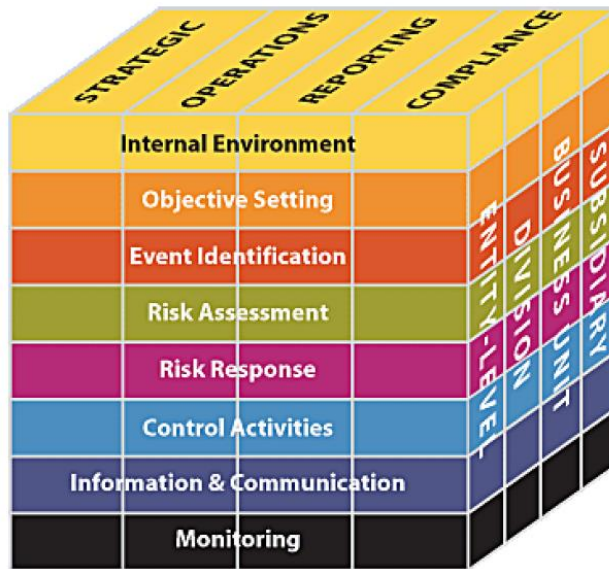 STRATEGIC
OPERATIONS
REPORTING
COMPLIANCE
Internal Environment
Objective Setting
Event Identification
Risk Assessment
Risk Response
Control Activities
Information & Communication
Monitoring
ENTITY-LEVEL
DIVISION
BUSINESS UNIT
SUBSIDIARY